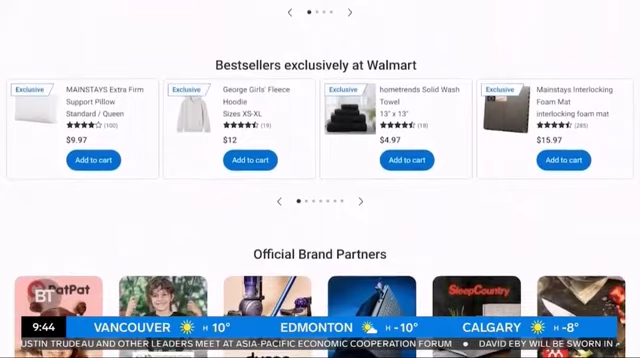 Bestsellers exclusively at Walmart
Exclusive
MAINSTAYS Extra Firm
Support Pillow
Standard / Queen
(100)
$9.97
Add to cart
Exclusive
George Girls' Fleece
Hoodie
Sizes XS-XL
(19)
$12
Add to cart
Exclusive
hometrends Solid Wash
Towel
13" x 13"
(18)
$4.97
Add to cart
Exclusive
Mainstays Interlocking
Foam Mat
interlocking foam mat
(285)
$15.97
Add to cart
Official Brand Partners
PatPat
BT
SleepCountry
9:44
VANCOUVER H 10°
EDMONTON H -10°
CALGARY H -8°
USTIN TRUDEAU AND OTHER LEADERS MEET AT ASIA-PACIFIC ECONOMIC COOPERATION FORUM • DAVID EBY WILL BE SWORN IN